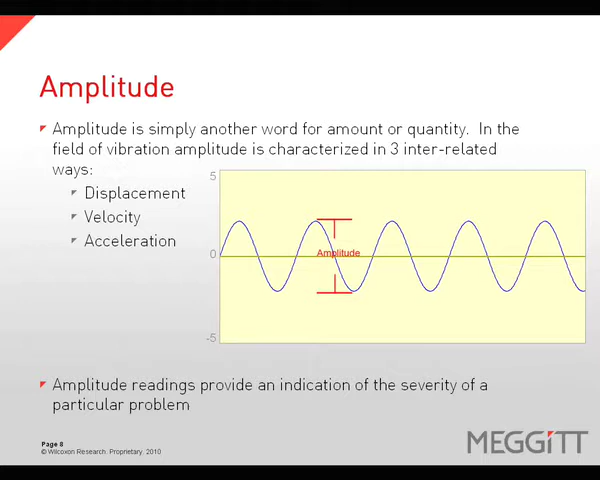 Amplitude
Amplitude is simply another word for amount or quantity. In the
field of vibration amplitude is characterized in 3 inter-related
ways:
Displacement
Velocity
Acceleration
5
0
-5
Amplitude
Amplitude readings provide an indication of the severity of a
particular problem
Page 8
© Wilcoxon Research. Proprietary. 2010
MEGGITT